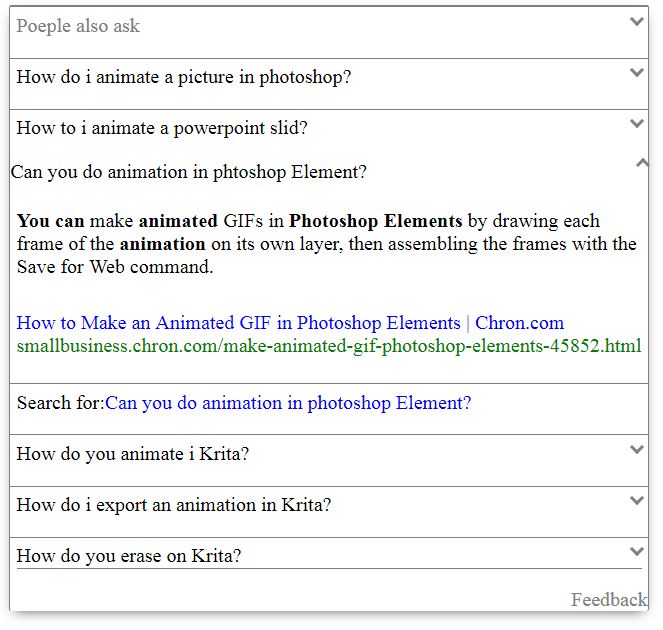 Poeple also ask
How do i animate a picture in photoshop?
How to i animate a powerpoint slid?
Can you do animation in phtoshop Element?
You can make animated GIFs in Photoshop Elements by drawing each
frame of the animation on its own layer, then assembling the frames with the
Save for Web command.
How to Make an Animated GIF in Photoshop Elements | Chron.com
smallbusiness.chron.com/make-animated-gif-photoshop-elements-45852.html
Search for:Can you do animation in photoshop Element?
How do you animate i Krita?
How do i export an animation in Krita?
How do you erase on Krita?
Feedback